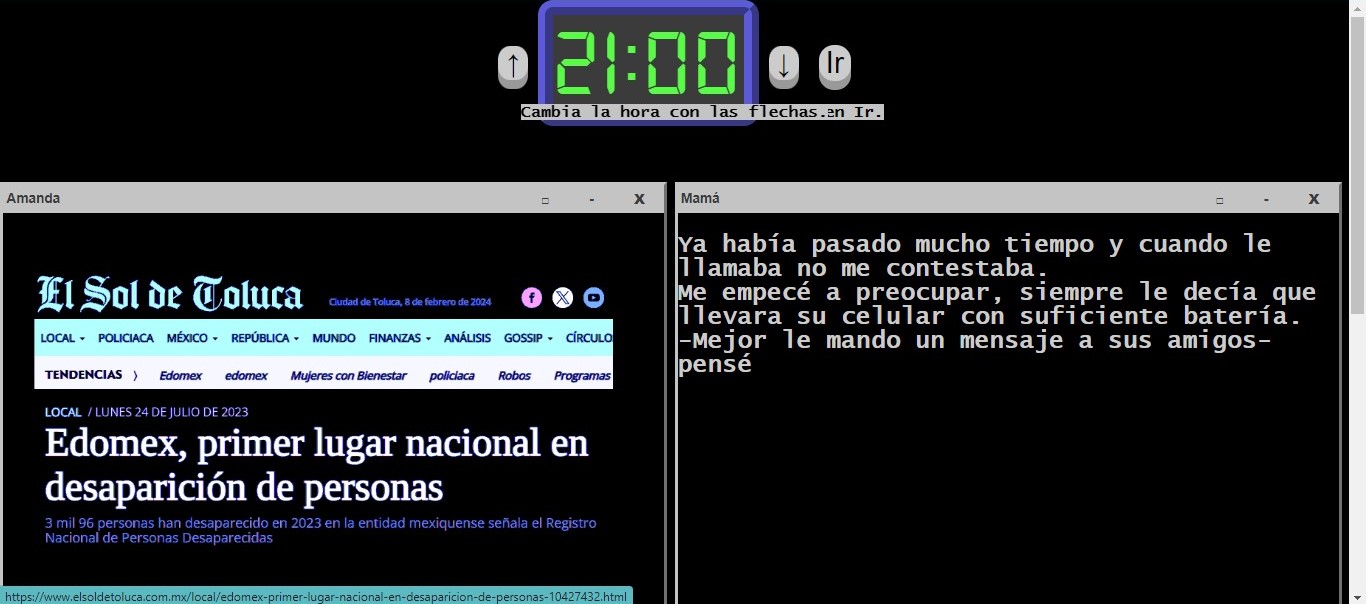 ↑ 21:00 ↓ Ir
Cambia la hora con las flechas.en Ir.
Amanda □ - X
El Sol de Toluca Ciudad de Toluca, 8 de febrero de 2024
LOCAL POLICIACA MÉXICO REPÚBLICA MUNDO FINANZAS ANÁLISIS GOSSIP CÍRCULO
TENDENCIAS 〉 Edomex edomex Mujeres con Bienestar policiaca Robos Programas
LOCAL / LUNES 24 DE JULIO DE 2023
Edomex, primer lugar nacional en
desaparición de personas
3 mil 96 personas han desaparecido en 2023 en la entidad mexiquense señala el Registro
Nacional de Personas Desaparecidas
https://www.elsoldetoluca.com.mx/local/edomex-primer-lugar-nacional-en-desaparicion-de-personas-10427432.html
Mamá □ - X
Ya había pasado mucho tiempo y cuando le
llamaba no me contestaba.
Me empecé a preocupar, siempre le decía que
llevara su celular con suficiente batería.
-Mejor le mando un mensaje a sus amigos-
pensé